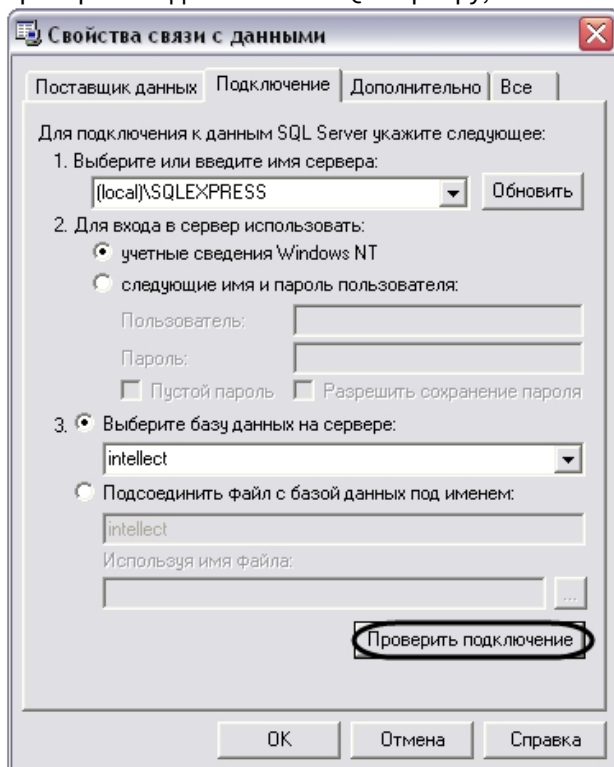 Свойства связи с данными
Поставщик данных Подключение Дополнительно Все
Для подключения к данным SQL Server укажите следующее:
1. Выберите или введите имя сервера:
(local)\SQLEXPRESS Обновить
2. Для входа в сервер использовать:
учетные сведения Windows NT
следующие имя и пароль пользователя:
Пользователь:
Пароль:
Пустой пароль Разрешить сохранение пароля
3. Выберите базу данных на сервере:
intellect
Подсоединить файл с базой данных под именем:
intellect
Используя имя файла:
...
Проверить подключение
OK Отмена Справка